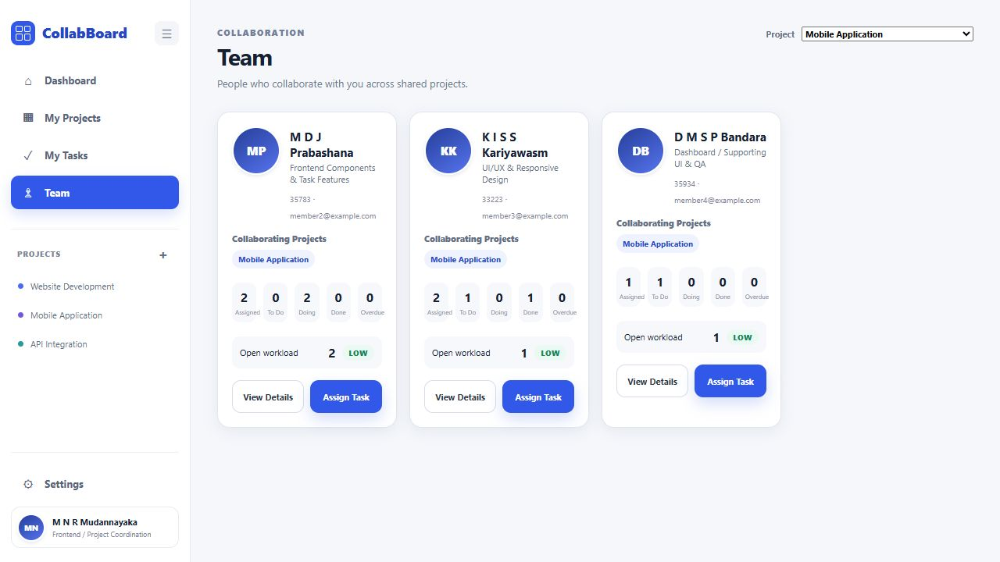 CollabBoard
Dashboard
My Projects
My Tasks
Team
PROJECTS
Website Development
Mobile Application
API Integration
Settings
MN
M N R Mudannayaka
Frontend / Project Coordination
COLLABORATION
Team
People who collaborate with you across shared projects.
Project Mobile Application
MP
M D J
Prabashana
Frontend Components
& Task Features
35783 ·
member2@example.com
Collaborating Projects
Mobile Application
2 0 2 0 0
Assigned To Do Doing Done Overdue
Open workload 2 LOW
View Details Assign Task
KK
K I S S
Kariyawasm
UI/UX & Responsive
Design
33223 ·
member3@example.com
Collaborating Projects
Mobile Application
2 1 0 1 0
Assigned To Do Doing Done Overdue
Open workload 1 LOW
View Details Assign Task
DB
D M S P Bandara
Dashboard / Supporting
UI & QA
35934 ·
member4@example.com
Collaborating Projects
Mobile Application
1 1 0 0 0
Assigned To Do Doing Done Overdue
Open workload 1 LOW
View Details Assign Task